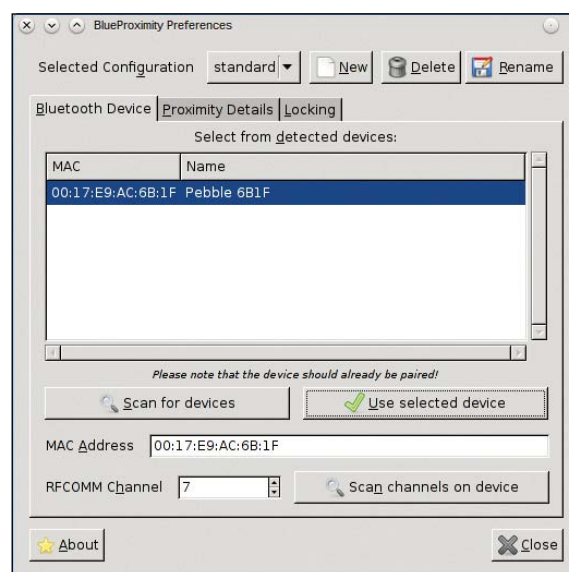 BlueProximity Preferences
Selected Configuration standard New Delete Rename
Bluetooth Device Proximity Details Locking
Select from detected devices:
MAC Name
00:17:E9:AC:6B:1F Pebble 6B1F
Please note that the device should already be paired!
Scan for devices Use selected device
MAC Address 00:17:E9:AC:6B:1F
RFCOMM Channel 7 Scan channels on device
About Close